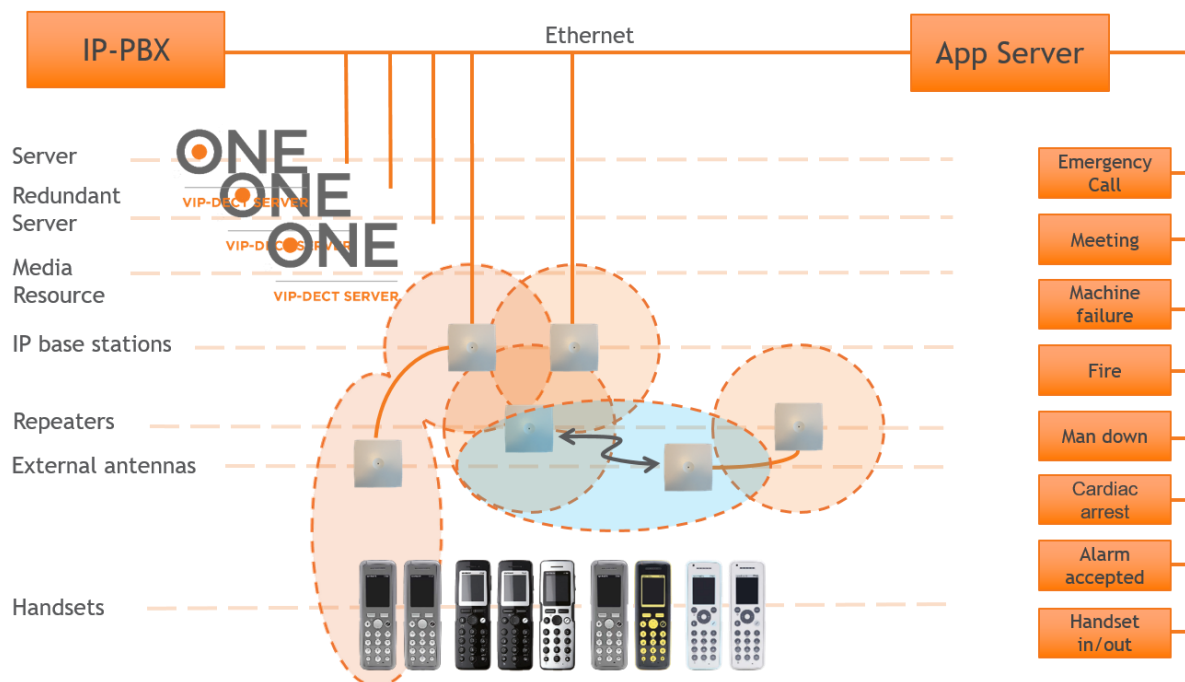 IP-PBX
Ethernet
App Server
Server
Redundant
Server
Media
Resource
IP base stations
Repeaters
External antennas
Handsets
ONE
VIP-DECT SERVER
ONE
VIP-DECT SERVER
ONE
VIP-DECT SERVER
Emergency
Call
Meeting
Machine
failure
Fire
Man down
Cardiac
arrest
Alarm
accepted
Handset
in/out